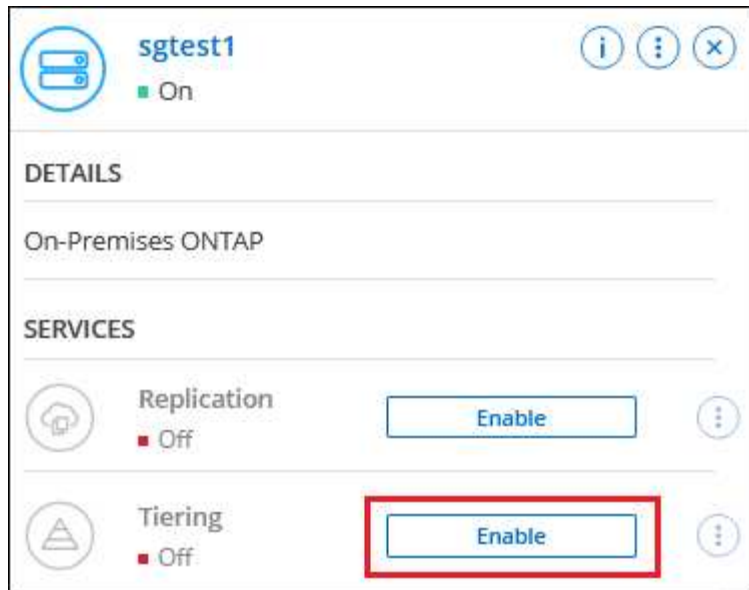 sgtest1
On
DETAILS
On-Premises ONTAP
SERVICES
Replication
Off
Enable
Tiering
Off
Enable